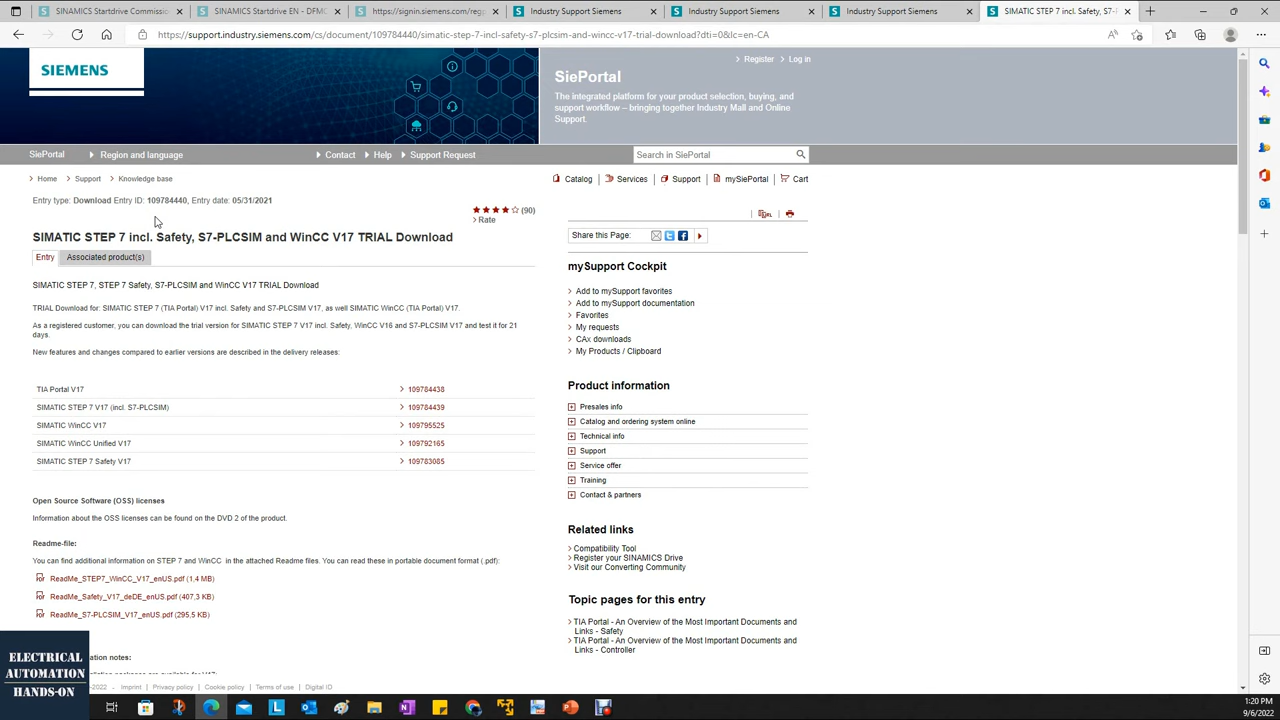 SINAMICS Startdrive Commissio
SINAMICS Startdrive EN - DFMC
https://signin.siemens.com/regi
Industry Support Siemens
Industry Support Siemens
Industry Support Siemens
SIMATIC STEP 7 incl. Safety, S7-P
https://support.industry.siemens.com/cs/document/109784440/simatic-step-7-incl-safety-s7-plcsim-and-wincc-v17-trial-download?dti=0&lc=en-CA
SIEMENS
Register
Log in
SiePortal
The integrated platform for your product selection, buying, and
support workflow – bringing together Industry Mall and Online
Support.
SiePortal
Region and language
Contact
Help
Support Request
Search in SiePortal
Home
Support
Knowledge base
Catalog
Services
Support
mySiePortal
Cart
Entry type: Download Entry ID: 109784440, Entry date: 05/31/2021
(90)
Rate
SIMATIC STEP 7 incl. Safety, S7-PLCSIM and WinCC V17 TRIAL Download
Entry
Associated product(s)
SIMATIC STEP 7, STEP 7 Safety, S7-PLCSIM and WinCC V17 TRIAL Download
TRIAL Download for: SIMATIC STEP 7 (TIA Portal) V17 incl. Safety and S7-PLCSIM V17, as well SIMATIC WinCC (TIA Portal) V17.
As a registered customer, you can download the trial version for SIMATIC STEP 7 V17 incl. Safety, WinCC V16 and S7-PLCSIM V17 and test it for 21
days.
New features and changes compared to earlier versions are described in the delivery releases:
TIA Portal V17
109784438
SIMATIC STEP 7 V17 (incl. S7-PLCSIM)
109784439
SIMATIC WinCC V17
109795525
SIMATIC WinCC Unified V17
109792165
SIMATIC STEP 7 Safety V17
109783085
Open Source Software (OSS) licenses
Information about the OSS licenses can be found on the DVD 2 of the product.
Readme-file:
You can find additional information on STEP 7 and WinCC in the attached Readme files. You can read these in portable document format (.pdf):
ReadMe_STEP7_WinCC_V17_enUS.pdf (1,4 MB)
ReadMe_Safety_V17_deDE_enUS.pdf (407,3 KB)
ReadMe_S7-PLCSIM_V17_enUS.pdf (295,5 KB)
ation notes:
Share this Page:
mySupport Cockpit
Add to mySupport favorites
Add to mySupport documentation
Favorites
My requests
CAx downloads
My Products / Clipboard
Product information
Presales info
Catalog and ordering system online
Technical info
Support
Service offer
Training
Contact & partners
Related links
Compatibility Tool
Register your SINAMICS Drive
Visit our Converting Community
Topic pages for this entry
TIA Portal - An Overview of the Most Important Documents and
Links - Safety
TIA Portal - An Overview of the Most Important Documents and
Links - Controller
-2022
Imprint
Privacy policy
Cookie policy
Terms of use
Digital ID
ELECTRICAL
AUTOMATION
HANDS-ON
1:20 PM
9/6/2022